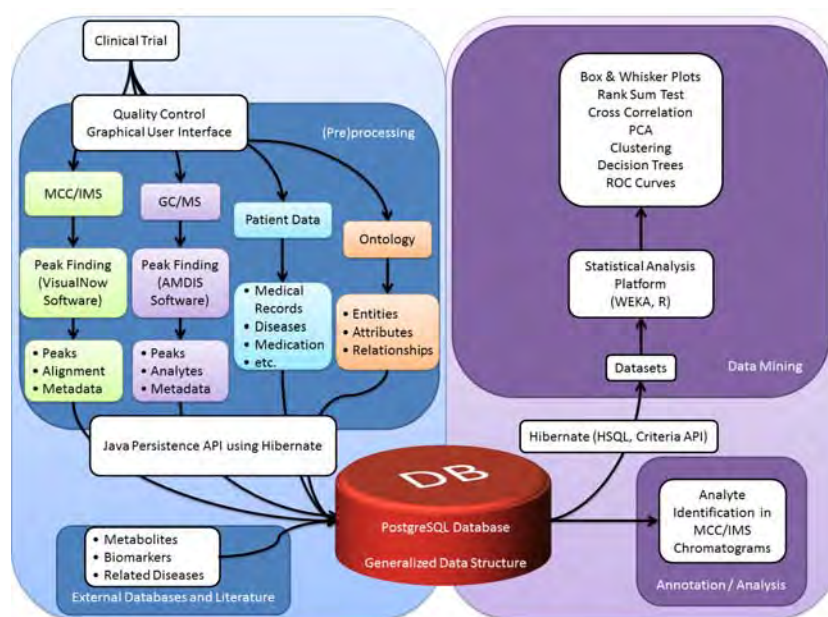 Clinical Trial
Quality Control
Graphical User Interface
(Pre)processing
MCC/IMS
GC/MS
Patient Data
Ontology
Peak Finding
(VisualNow
Software)
Peak Finding
(AMDIS
Software)
• Medical
Records
• Diseases
• Medication
• etc.
• Entities
• Attributes
• Relationships
• Peaks
• Alignment
• Metadata
• Peaks
• Analytes
• Metadata
Java Persistence API using Hibernate
• Metabolites
• Biomarkers
• Related Diseases
External Databases and Literature
DB
PostgreSQL Database
Generalized Data Structure
Box & Whisker Plots
Rank Sum Test
Cross Correlation
PCA
Clustering
Decision Trees
ROC Curves
Statistical Analysis
Platform
(WEKA, R)
Datasets
Data Mining
Hibernate (HSQL, Criteria API)
Analyte
Identification in
MCC/IMS
Chromatograms
Annotation / Analysis